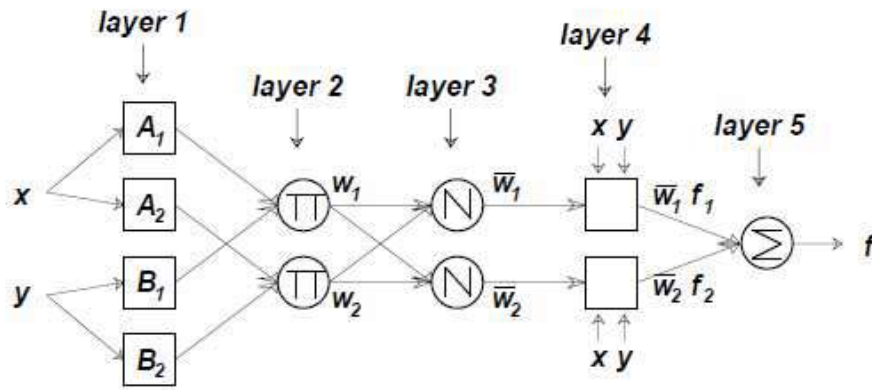 layer 1
layer 2
layer 3
layer 4
layer 5
x
y
A₁
A₂
B₁
B₂
Π
w₁
Π
w₂
N
w̅₁
N
w̅₂
x y
x y
w̅₁ f₁
w̅₂ f₂
Σ
f